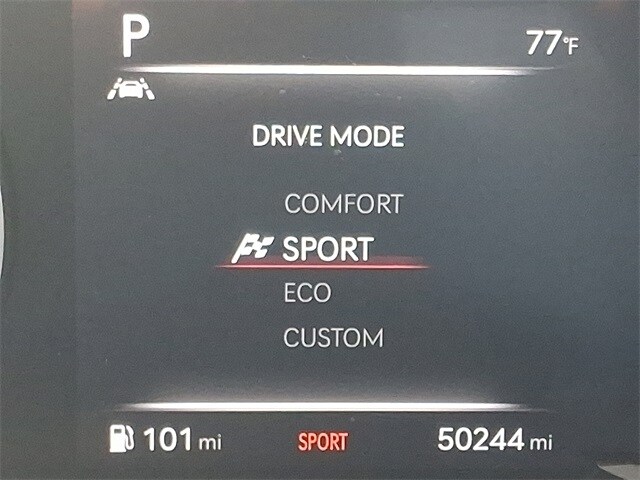 P 77°F
DRIVE MODE
COMFORT
SPORT
ECO
CUSTOM
101 mi SPORT 50244 mi